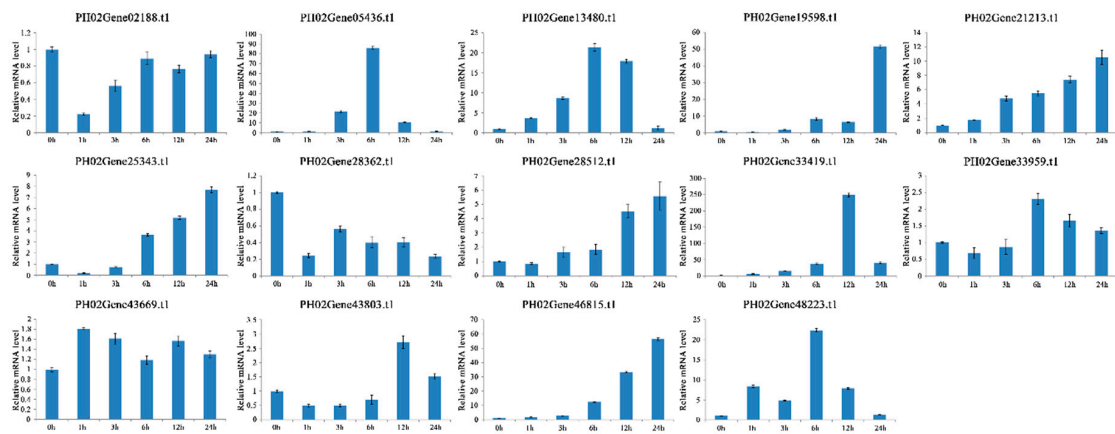 PH02Gene02188.t1
Relative mRNA level
1.2
1
0.8
0.6
0.4
0.2
0
0h 1h 3h 6h 12h 24h
PH02Gene05436.t1
Relative mRNA level
100
90
80
70
60
50
40
30
20
10
0
0h 1h 3h 6h 12h 24h
PH02Gene13480.t1
Relative mRNA level
25
20
15
10
5
0
0h 1h 3h 6h 12h 24h
PH02Gene19598.t1
Relative mRNA level
60
50
40
30
20
10
0
0h 1h 3h 6h 12h 24h
PH02Gene21213.t1
Relative mRNA level
14
12
10
8
6
4
2
0
0h 1h 3h 6h 12h 24h
PH02Gene25343.t1
Relative mRNA level
9
8
7
6
5
4
3
2
1
0
0h 1h 3h 6h 12h 24h
PH02Gene28362.t1
Relative mRNA level
1.2
1
0.8
0.6
0.4
0.2
0
0h 1h 3h 6h 12h 24h
PH02Gene28512.t1
Relative mRNA level
7
6
5
4
3
2
1
0
0h 1h 3h 6h 12h 24h
PH02Gene33419.t1
Relative mRNA level
300
250
200
150
100
50
0
0h 1h 3h 6h 12h 24h
PH02Gene33959.t1
Relative mRNA level
3
2.5
2
1.5
1
0.5
0
0h 1h 3h 6h 12h 24h
PH02Gene43669.t1
Relative mRNA level
2
1.8
1.6
1.4
1.2
1
0.8
0.6
0.4
0.2
0
0h 1h 3h 6h 12h 24h
PH02Gene43803.t1
Relative mRNA level
3.5
3
2.5
2
1.5
1
0.5
0
0h 1h 3h 6h 12h 24h
PH02Gene46815.t1
Relative mRNA level
70
60
50
40
30
20
10
0
0h 1h 3h 6h 12h 24h
PH02Gene48223.t1
Relative mRNA level
25
20
15
10
5
0
0h 1h 3h 6h 12h 24h